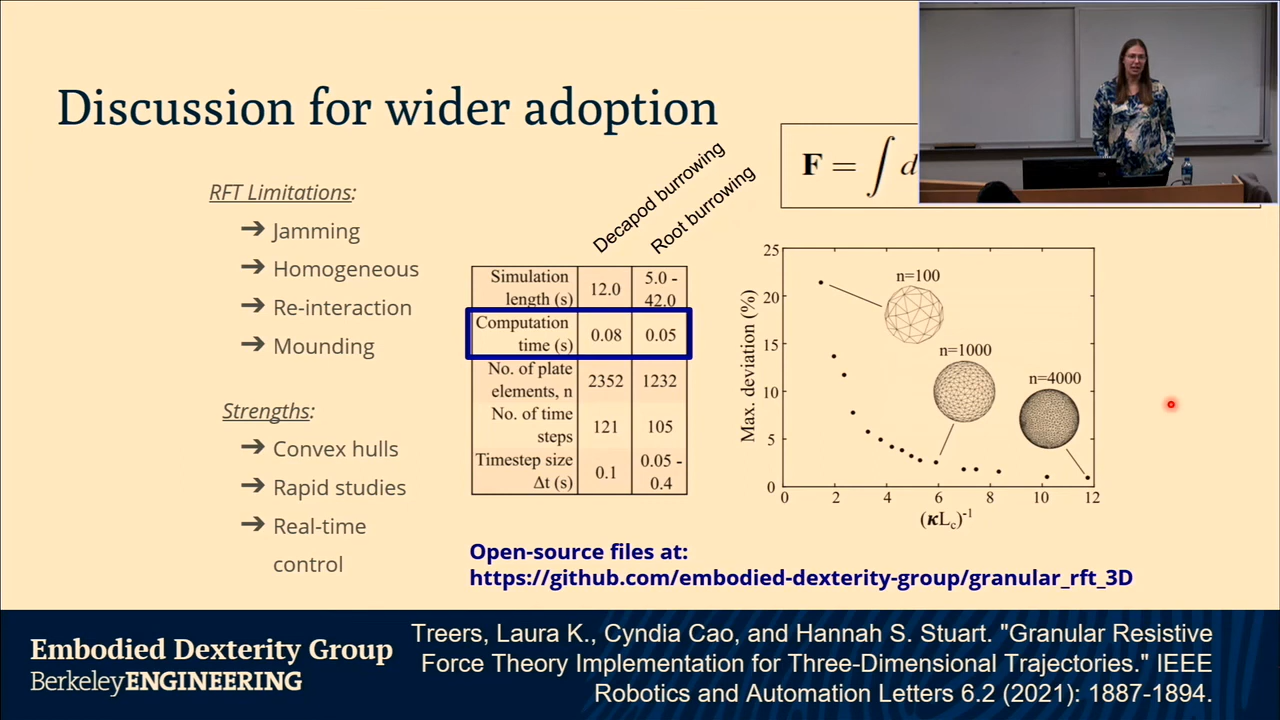 Discussion for wider adoption
RFT Limitations:
➔ Jamming
➔ Homogeneous
➔ Re-interaction
➔ Mounding
Strengths:
➔ Convex hulls
➔ Rapid studies
➔ Real-time
control
Decapod burrowing
Root burrowing
Simulation length (s) 12.0 5.0 - 42.0
Computation time (s) 0.08 0.05
No. of plate elements, n 2352 1232
No. of time steps 121 105
Timestep size Δt (s) 0.1 0.05 - 0.4
F = ∫ d
25
20
15
10
5
0
Max. deviation (%)
n=100
n=1000
n=4000
0 2 4 6 8 10 12
(κLc)-1
Open-source files at:
https://github.com/embodied-dexterity-group/granular_rft_3D
Embodied Dexterity Group
BerkeleyENGINEERING
Treers, Laura K., Cyndia Cao, and Hannah S. Stuart. "Granular Resistive
Force Theory Implementation for Three-Dimensional Trajectories." IEEE
Robotics and Automation Letters 6.2 (2021): 1887-1894.